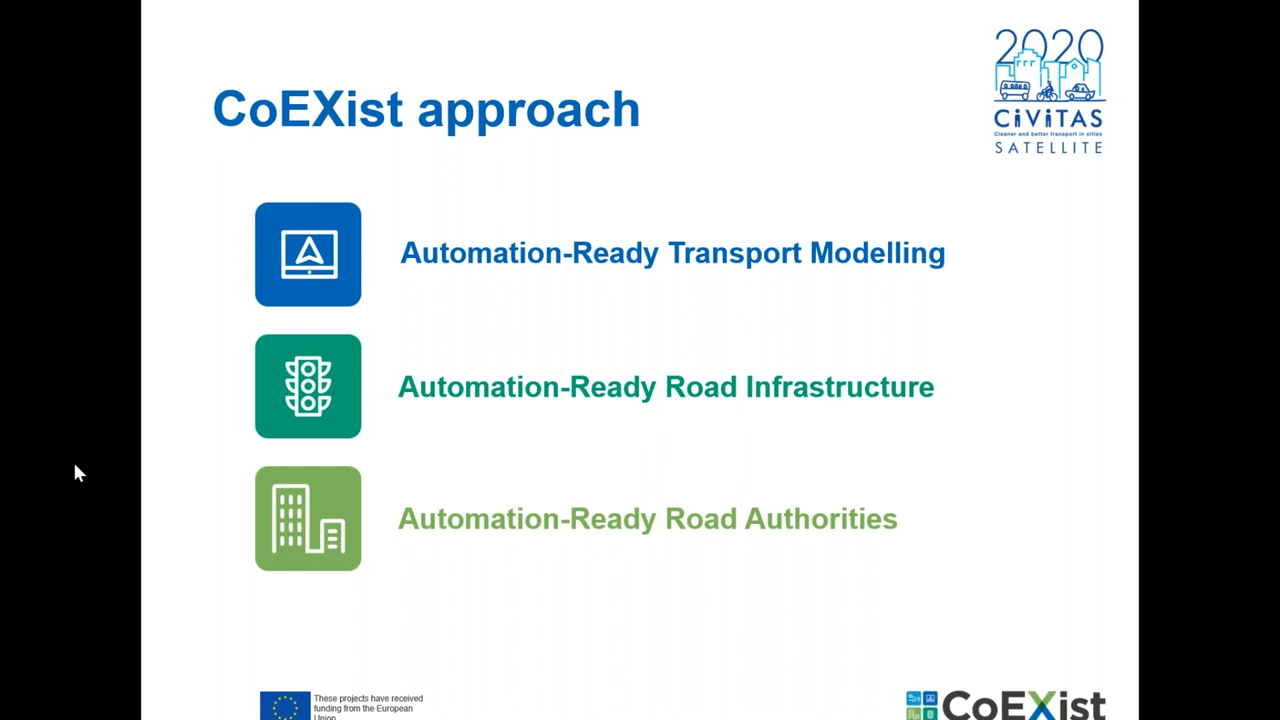 2020
CoEXist approach
CiViTAS
Cleaner and better transport in cities
SATELLITE
Automation-Ready Transport Modelling
Automation-Ready Road Infrastructure
Automation-Ready Road Authorities
These projects have received
funding from the European
Union
CoEXist